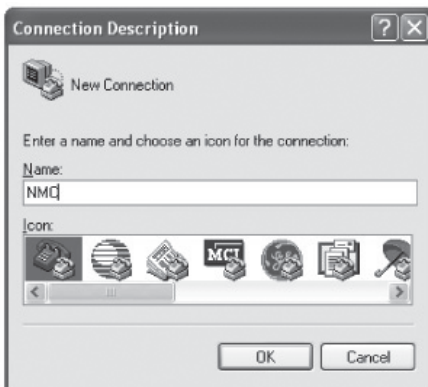 Connection Description
New Connection
Enter a name and choose an icon for the connection:
Name:
NMC
Icon:
MCI
OK
Cancel